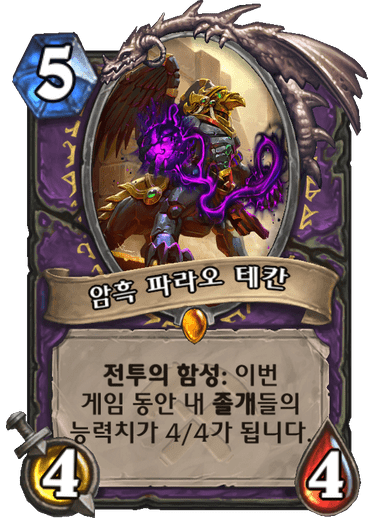 5
암흑 파라오 테칸
전투의 함성: 이번
게임 동안 내 졸개들의
능력치가 4/4가 됩니다.
4
4